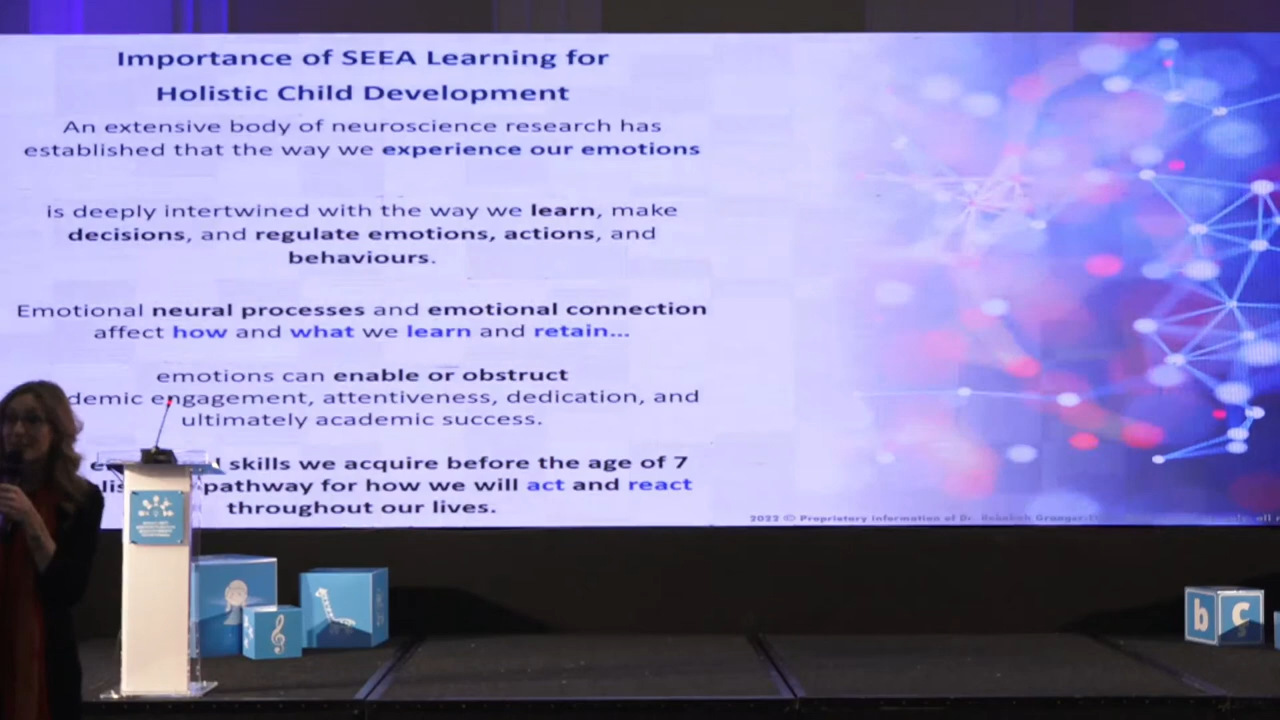 Importance of SEEA Learning for
Holistic Child Development
An extensive body of neuroscience research has
established that the way we experience our emotions
is deeply intertwined with the way we learn, make
decisions, and regulate emotions, actions, and
behaviours.
Emotional neural processes and emotional connection
affect how and what we learn and retain...
emotions can enable or obstruct
engagement, attentiveness, dedication, and
ultimately academic success.
skills we acquire before the age of 7
pathway for how we will act and react
throughout our lives.
2022 © Proprietary information of Dr.
b c